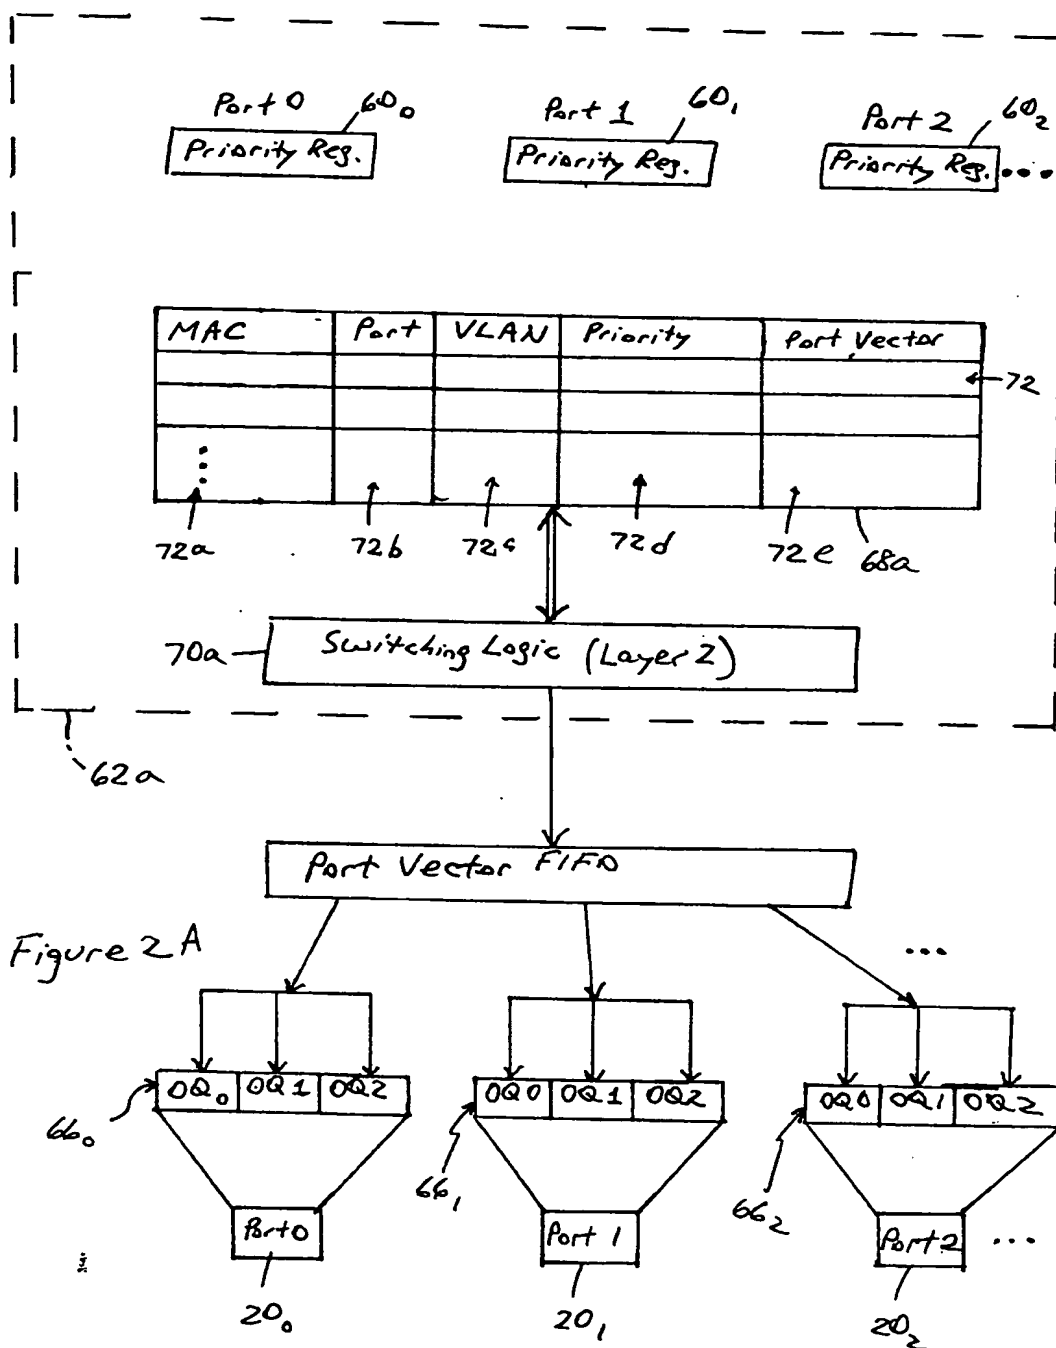 Port 0 60₀ Port 1 60₁ Port 2 60₂
Priority Reg. Priority Reg. Priority Reg. ...
MAC Port VLAN Priority Port Vector
72
72a 72b 72c 72d 72e 68a
70a Switching Logic (Layer 2)
62a
Port Vector FIFO
Figure 2A
...
OQ₀ OQ1 OQ2 OQ0 OQ1 OQ2 OQ0 OQ1 OQ2
66₀ 66₁ 66₂
Port 0 Port 1 Port 2 ...
20₀ 20₁ 20₂